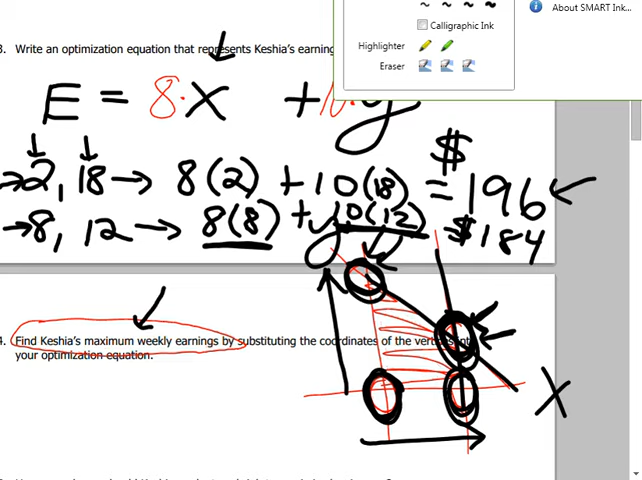 About SMART Ink...
Calligraphic Ink
Highlighter
Eraser
3. Write an optimization equation that represents Keshia's earning
E = 8·x + 10·y
2, 18 → 8(2) + 10(18) = $196
8, 12 → 8(8) + 10(12) $184
y
4. Find Keshia's maximum weekly earnings by substituting the coordinates of the vertices into
your optimization equation.
X